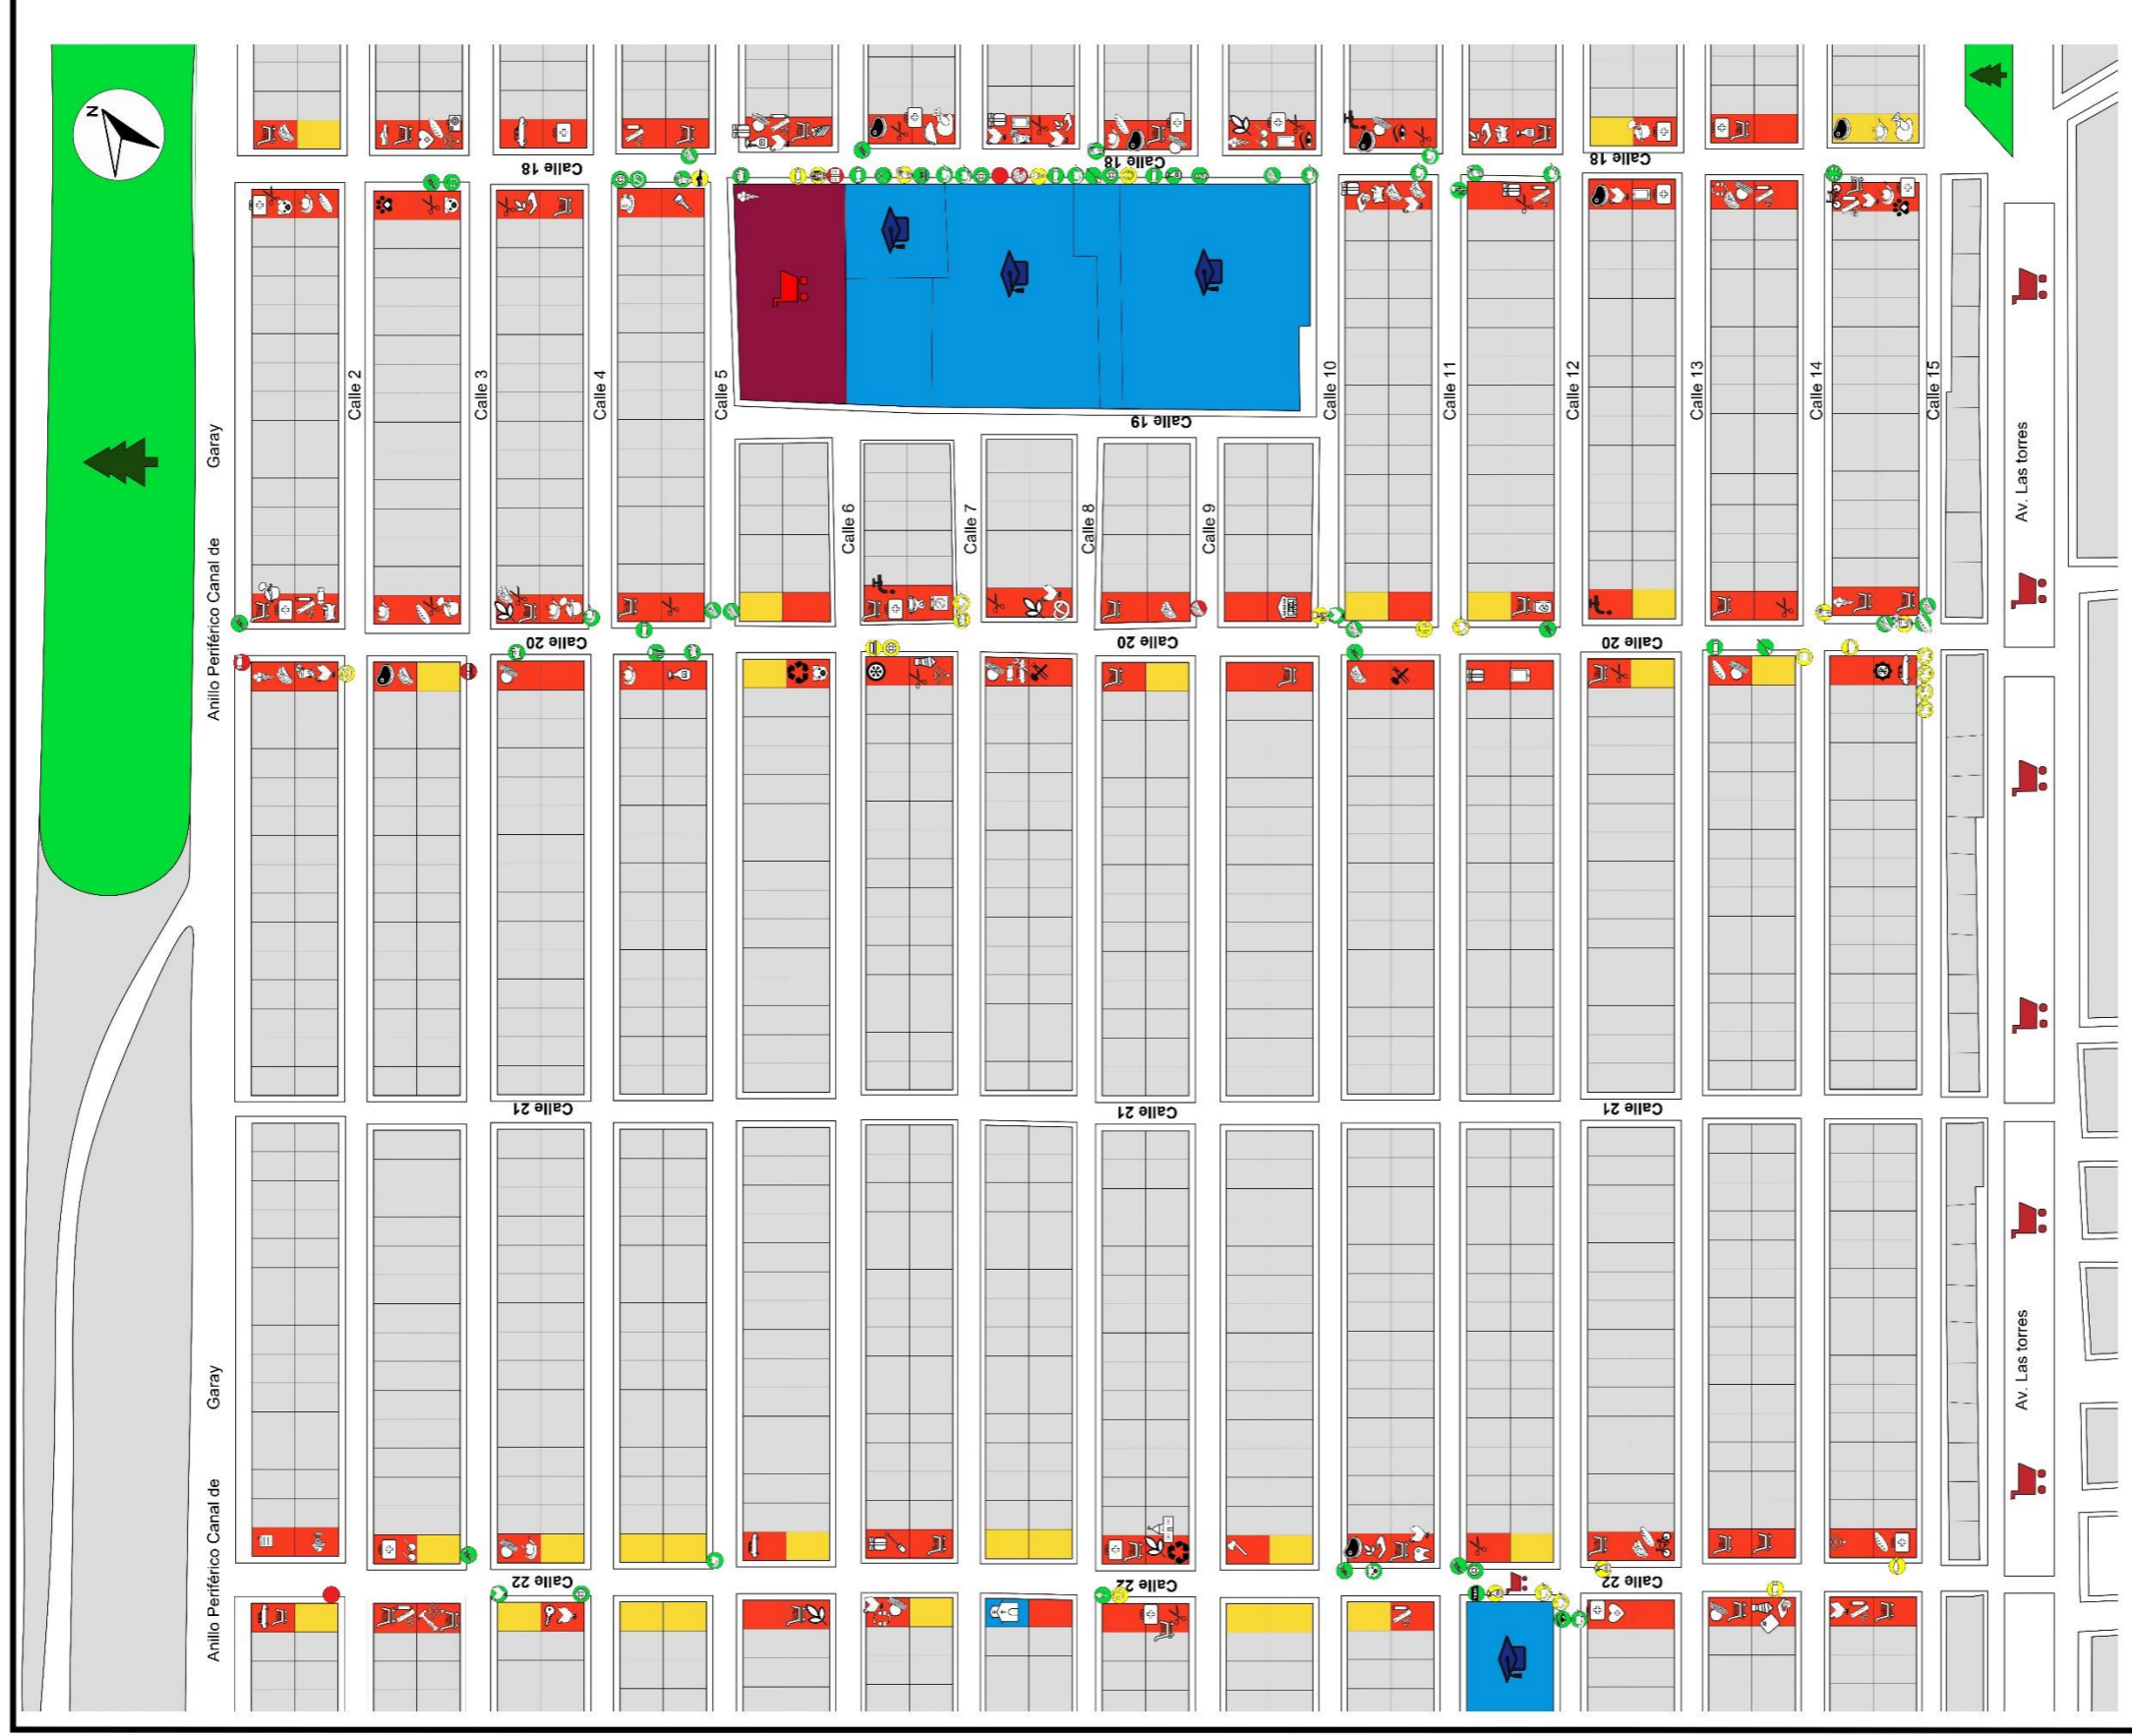 N
Calle 18
Calle 18
Calle 18
Calle 2
Calle 3
Calle 4
Calle 5
Calle 10
Calle 11
Calle 12
Calle 13
Calle 14
Calle 15
Calle 19
Calle 6
Calle 7
Calle 8
Calle 9
Anillo Periférico Canal de Garay
Av. Las torres
Calle 20
Calle 20
Calle 20
Calle 21
Calle 21
Calle 21
Anillo Periférico Canal de Garay
Av. Las torres
Calle 22
Calle 22
Calle 22